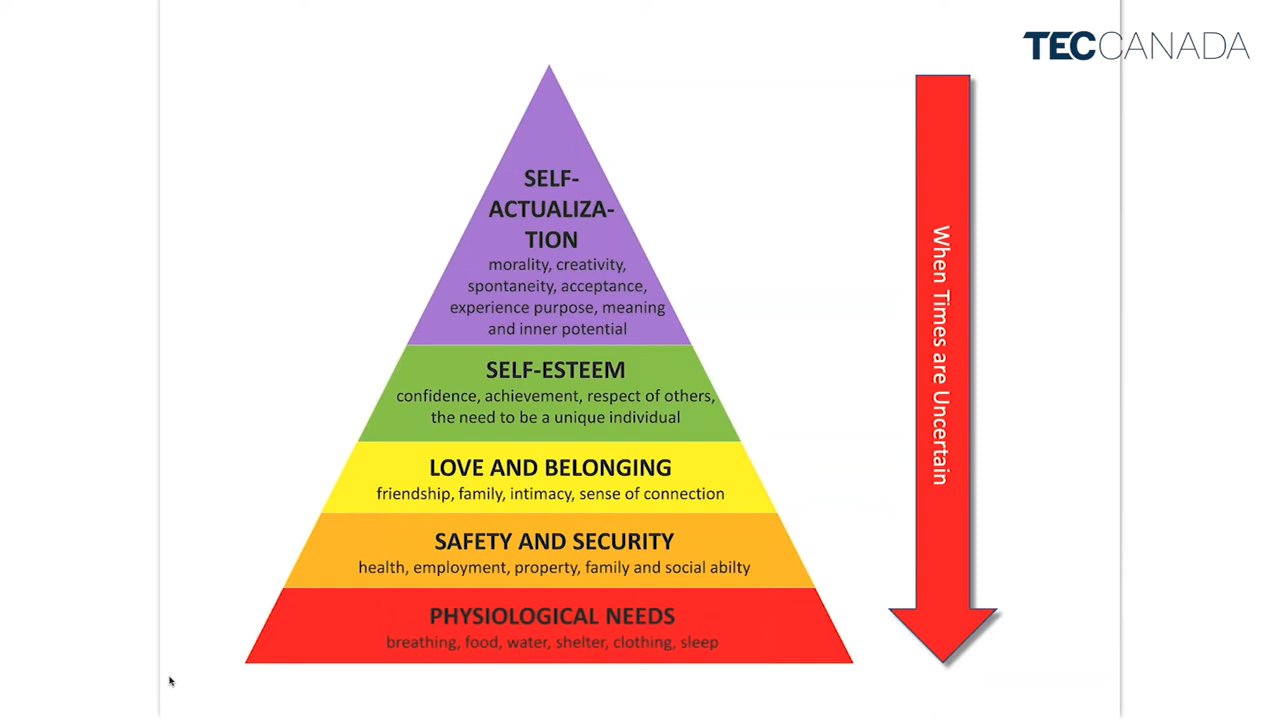 TECCANADA
SELF-
ACTUALIZA-
TION
morality, creativity,
spontaneity, acceptance,
experience purpose, meaning
and inner potential
SELF-ESTEEM
confidence, achievement, respect of others,
the need to be a unique individual
LOVE AND BELONGING
friendship, family, intimacy, sense of connection
SAFETY AND SECURITY
health, employment, property, family and social abilty
PHYSIOLOGICAL NEEDS
breathing, food, water, shelter, clothing, sleep
When Times are Uncertain